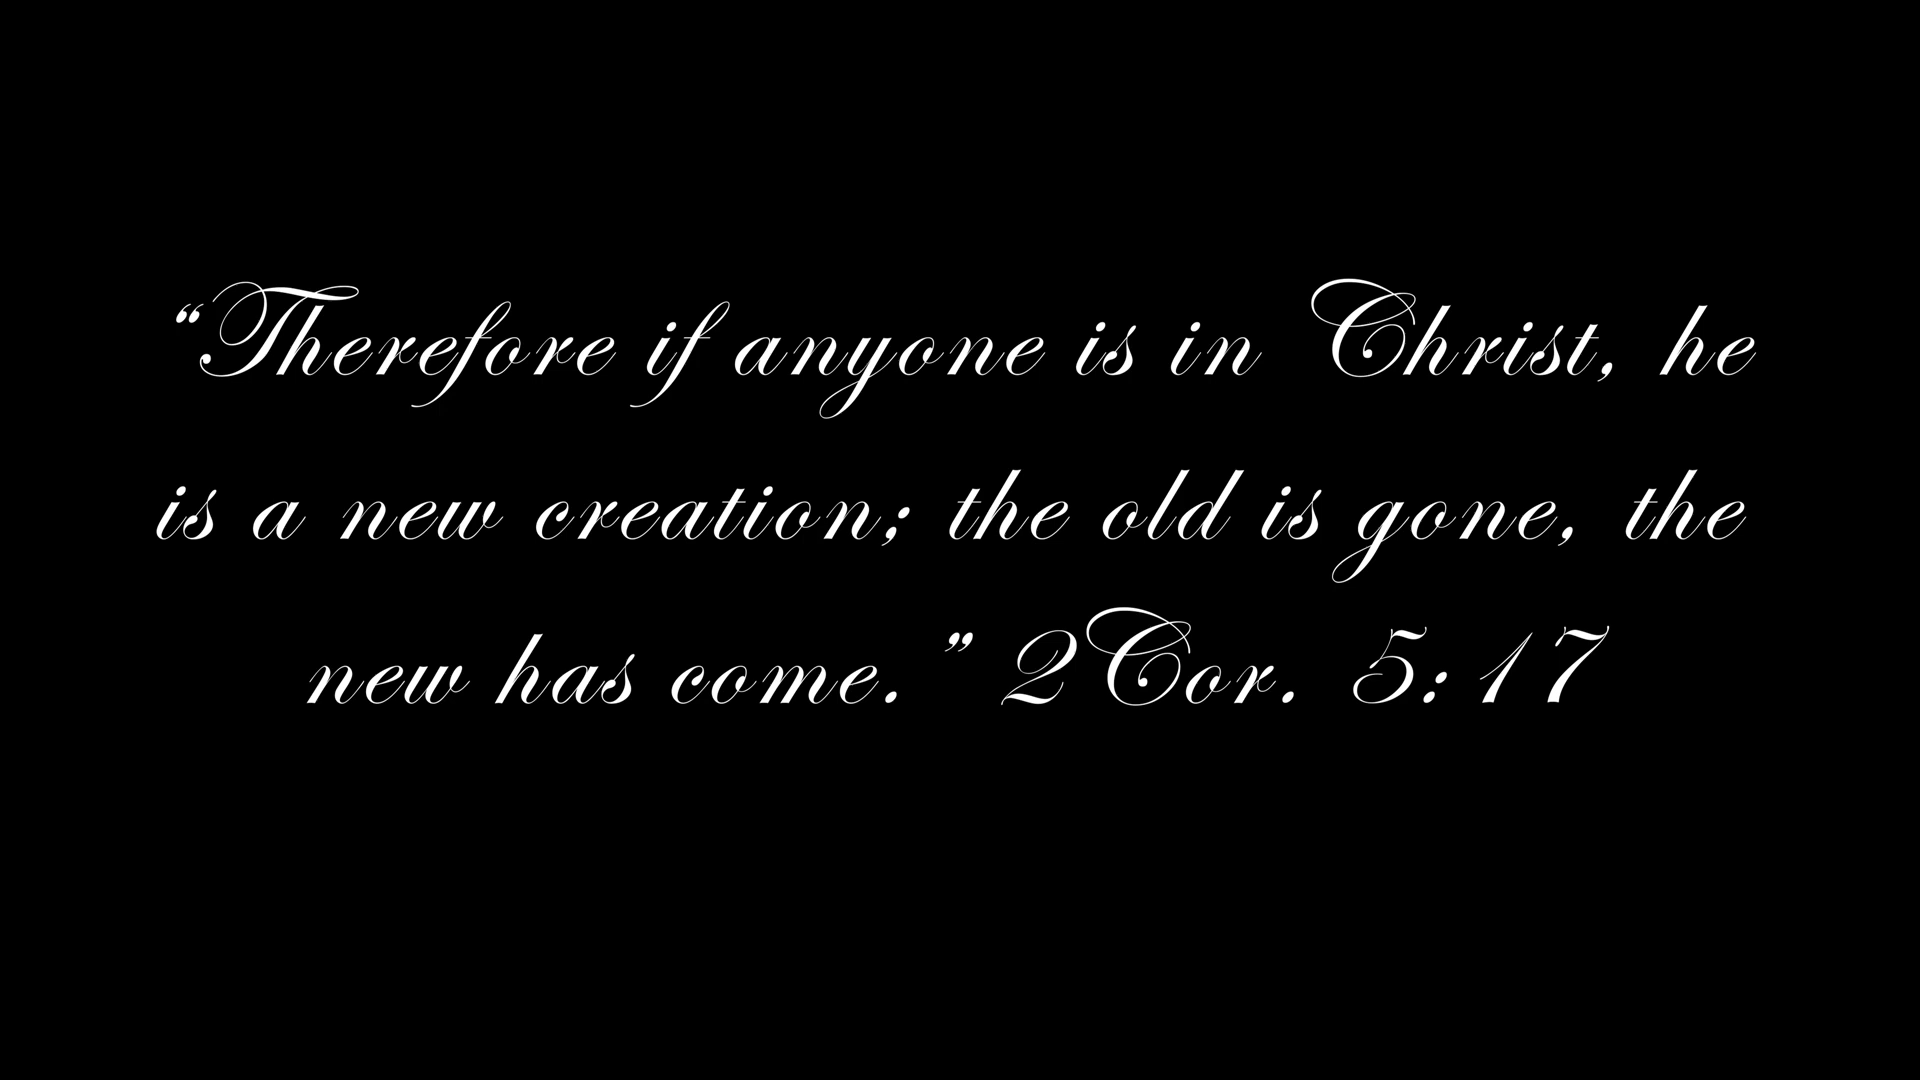 “Therefore if anyone is in Christ, he
is a new creation; the old is gone, the
new has come.” 2Cor. 5:17